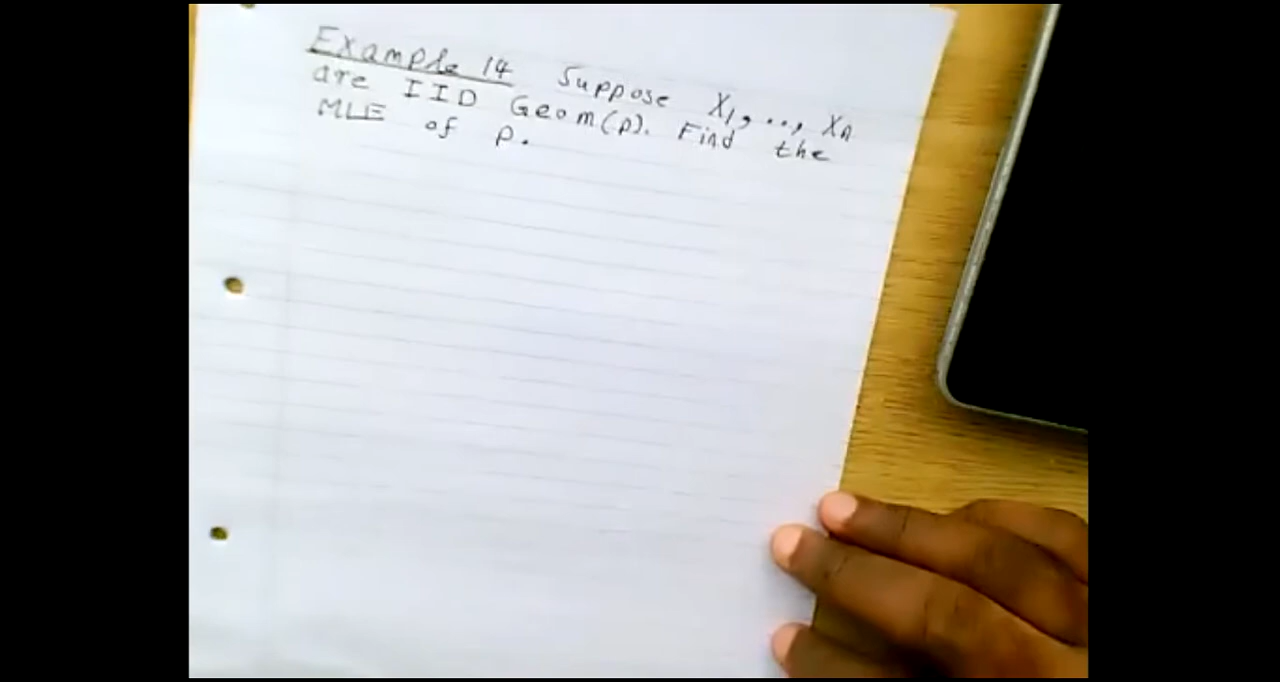 Example 14 Suppose X1, .., Xn
are IID Geom(p). Find the
MLE of p.